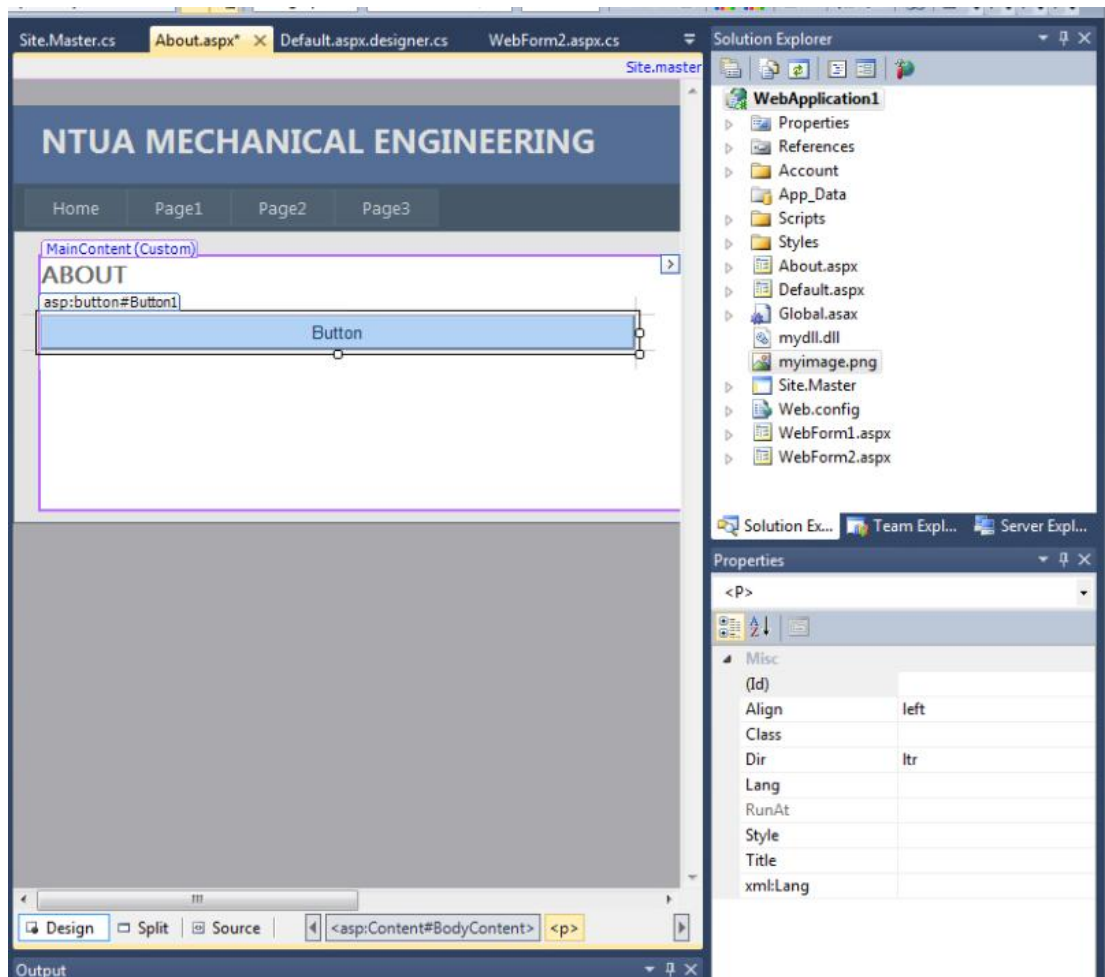 Site.Master.cs About.aspx* Default.aspx.designer.cs WebForm2.aspx.cs
Site.master
NTUA MECHANICAL ENGINEERING
Home Page1 Page2 Page3
MainContent (Custom)
ABOUT
asp:button#Button1
Button
Design Split Source <asp:Content#BodyContent> <p>
Output
Solution Explorer
WebApplication1
Properties
References
Account
App_Data
Scripts
Styles
About.aspx
Default.aspx
Global.asax
mydll.dll
myimage.png
Site.Master
Web.config
WebForm1.aspx
WebForm2.aspx
Solution Ex... Team Expl... Server Expl...
Properties
<P>
Misc
(Id)
Align left
Class
Dir ltr
Lang
RunAt
Style
Title
xml:Lang